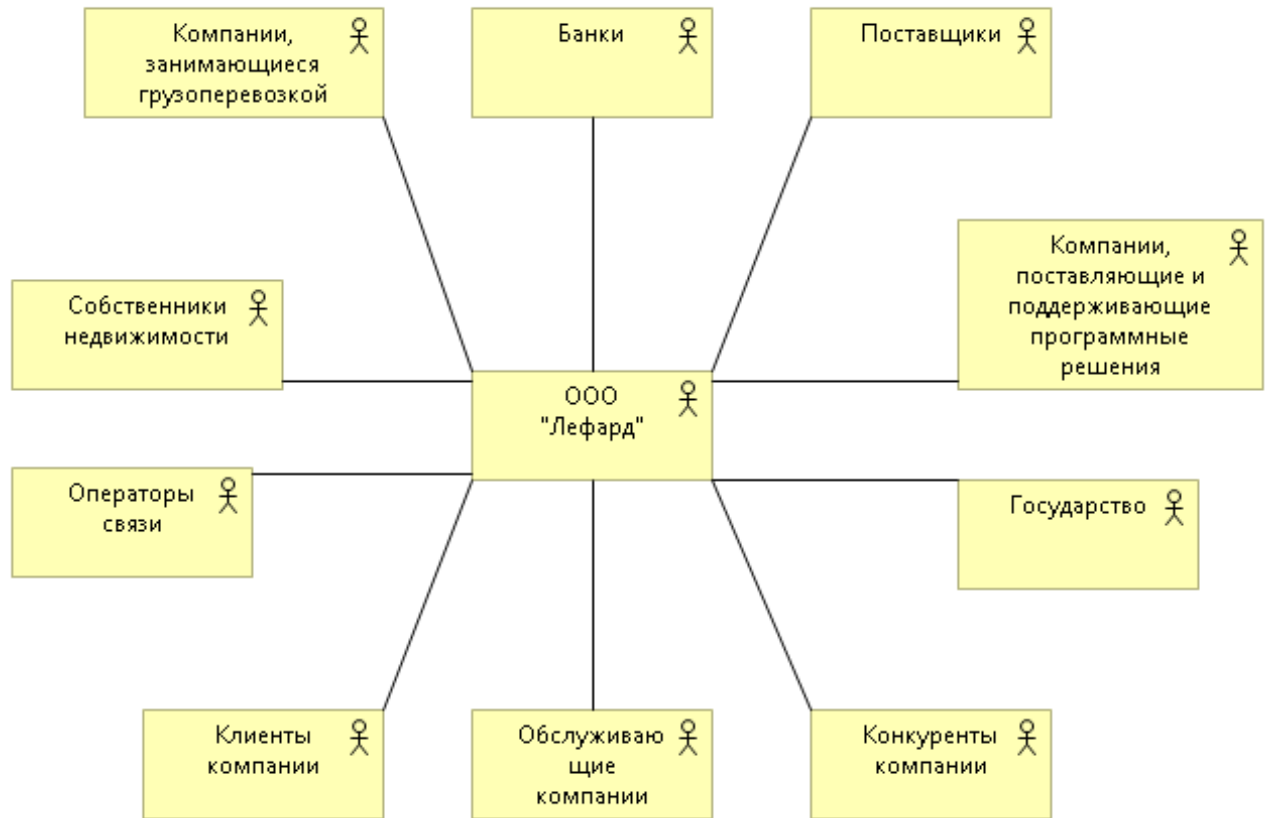 Компании,
занимающиеся
грузоперевозкой
Банки
Поставщики
Собственники
недвижимости
Компании,
поставляющие и
поддерживающие
программные
решения
ООО
"Лефард"
Операторы
связи
Государство
Клиенты
компании
Обслуживаю
щие
компании
Конкуренты
компании